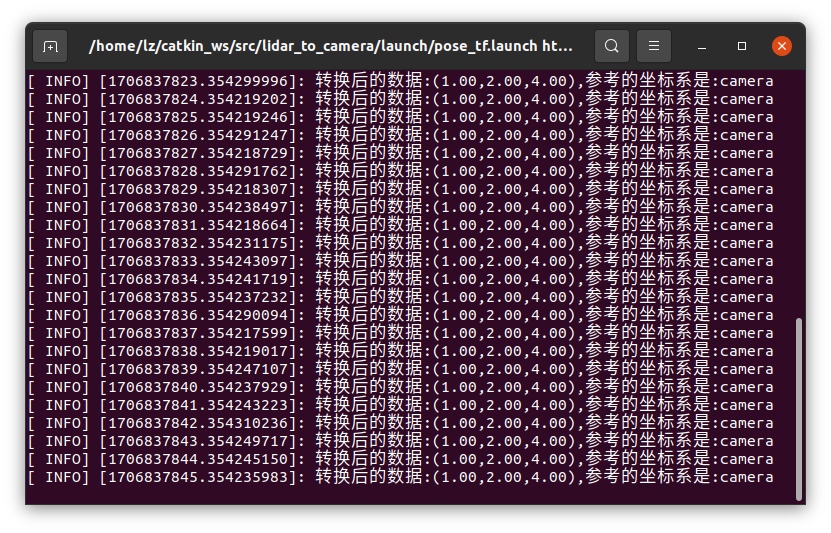 /home/lz/catkin_ws/src/lidar_to_camera/launch/pose_tf.launch ht...
[ INFO] [1706837823.354299996]: 转换后的数据:(1.00,2.00,4.00),参考的坐标系是:camera
[ INFO] [1706837824.354219202]: 转换后的数据:(1.00,2.00,4.00),参考的坐标系是:camera
[ INFO] [1706837825.354219246]: 转换后的数据:(1.00,2.00,4.00),参考的坐标系是:camera
[ INFO] [1706837826.354291247]: 转换后的数据:(1.00,2.00,4.00),参考的坐标系是:camera
[ INFO] [1706837827.354218729]: 转换后的数据:(1.00,2.00,4.00),参考的坐标系是:camera
[ INFO] [1706837828.354291762]: 转换后的数据:(1.00,2.00,4.00),参考的坐标系是:camera
[ INFO] [1706837829.354218307]: 转换后的数据:(1.00,2.00,4.00),参考的坐标系是:camera
[ INFO] [1706837830.354238497]: 转换后的数据:(1.00,2.00,4.00),参考的坐标系是:camera
[ INFO] [1706837831.354218664]: 转换后的数据:(1.00,2.00,4.00),参考的坐标系是:camera
[ INFO] [1706837832.354231175]: 转换后的数据:(1.00,2.00,4.00),参考的坐标系是:camera
[ INFO] [1706837833.354243097]: 转换后的数据:(1.00,2.00,4.00),参考的坐标系是:camera
[ INFO] [1706837834.354241719]: 转换后的数据:(1.00,2.00,4.00),参考的坐标系是:camera
[ INFO] [1706837835.354237232]: 转换后的数据:(1.00,2.00,4.00),参考的坐标系是:camera
[ INFO] [1706837836.354290094]: 转换后的数据:(1.00,2.00,4.00),参考的坐标系是:camera
[ INFO] [1706837837.354217599]: 转换后的数据:(1.00,2.00,4.00),参考的坐标系是:camera
[ INFO] [1706837838.354219017]: 转换后的数据:(1.00,2.00,4.00),参考的坐标系是:camera
[ INFO] [1706837839.354247107]: 转换后的数据:(1.00,2.00,4.00),参考的坐标系是:camera
[ INFO] [1706837840.354237929]: 转换后的数据:(1.00,2.00,4.00),参考的坐标系是:camera
[ INFO] [1706837841.354243223]: 转换后的数据:(1.00,2.00,4.00),参考的坐标系是:camera
[ INFO] [1706837842.354310236]: 转换后的数据:(1.00,2.00,4.00),参考的坐标系是:camera
[ INFO] [1706837843.354249717]: 转换后的数据:(1.00,2.00,4.00),参考的坐标系是:camera
[ INFO] [1706837844.354245150]: 转换后的数据:(1.00,2.00,4.00),参考的坐标系是:camera
[ INFO] [1706837845.354235983]: 转换后的数据:(1.00,2.00,4.00),参考的坐标系是:camera